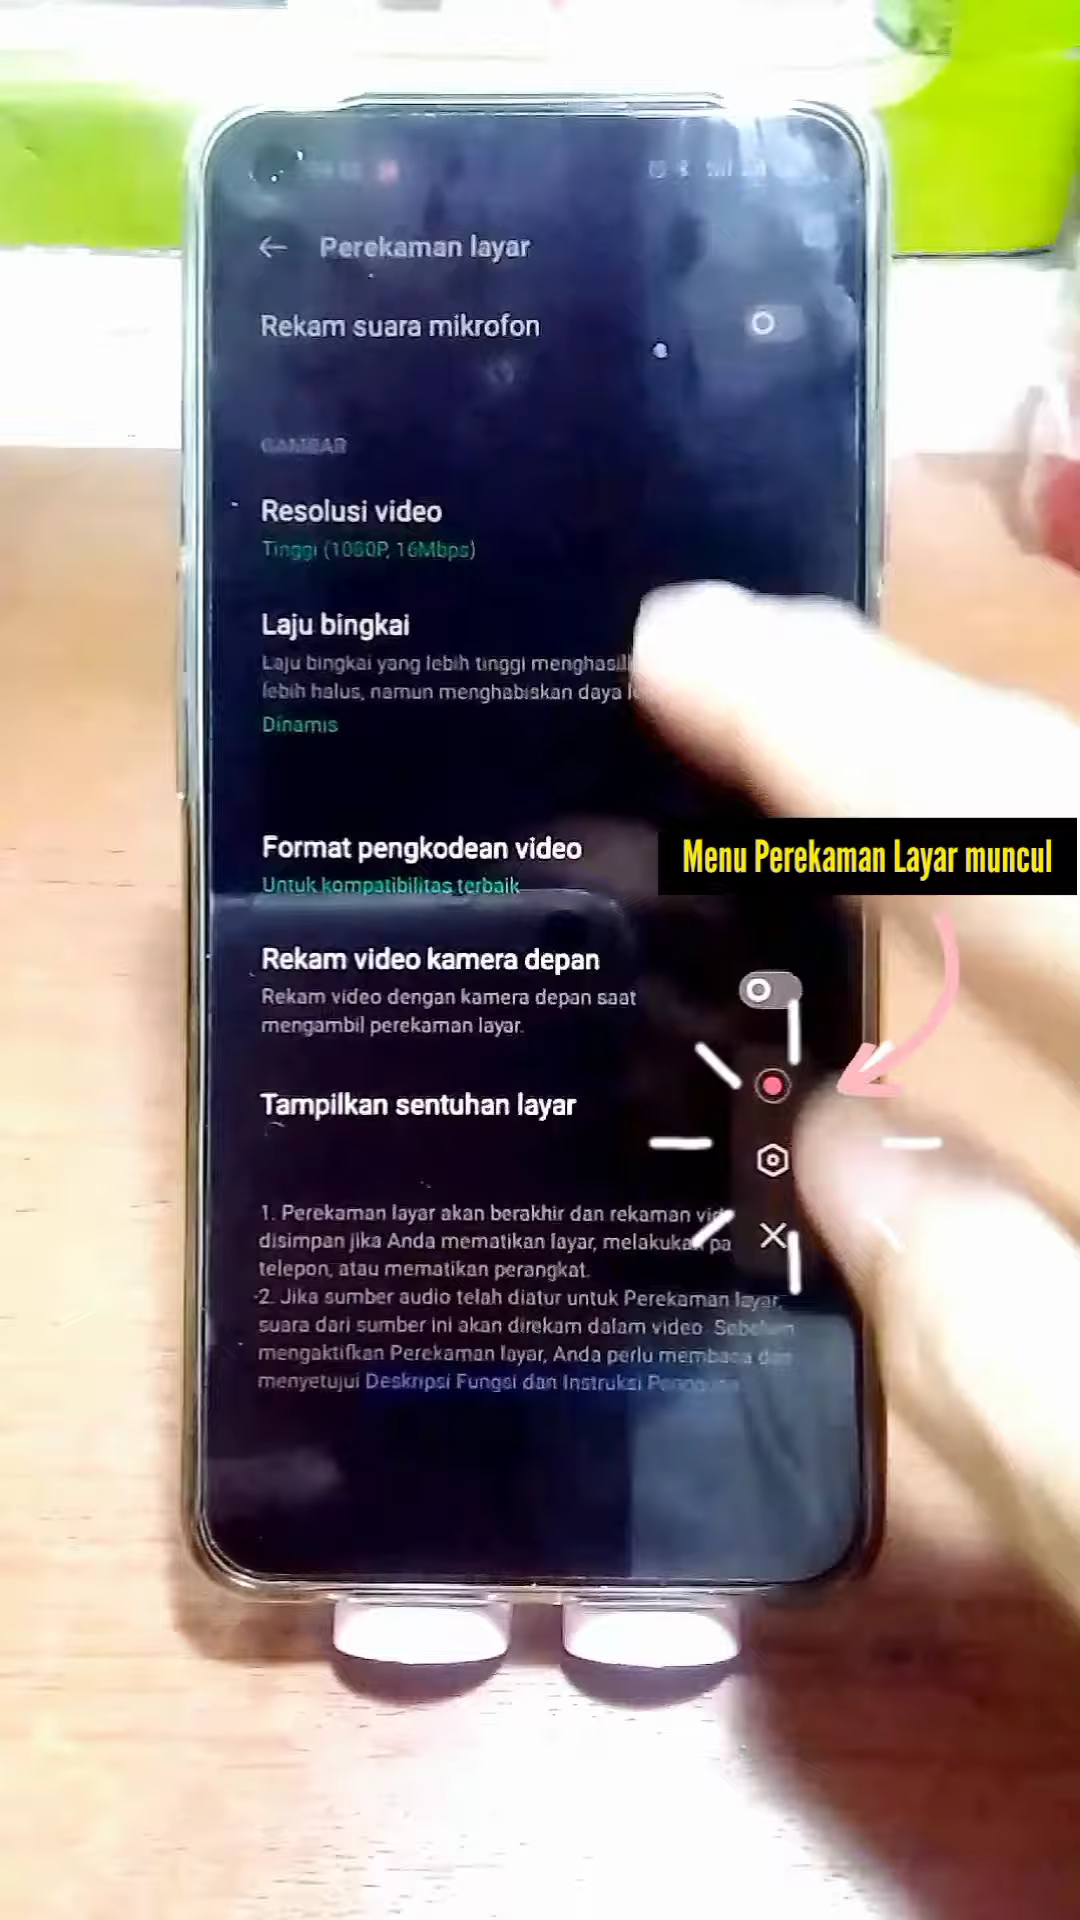 Perekaman layar
Rekam suara mikrofon
GAMBAR
Resolusi video
Tinggi (1080P, 16Mbps)
Laju bingkai
Laju bingkai yang lebih tinggi
lebih halus, namun menghabiskan daya
Dinamis
Format pengkodean video
Untuk kompatibilitas terbaik
Menu Perekaman Layar muncul
Rekam video kamera depan
Rekam video dengan kamera depan saat
mengambil perekaman layar.
Tampilkan sentuhan layar
1. Perekaman layar akan berakhir dan rekaman
disimpan jika Anda mematikan layar, melakukan
telepon, atau mematikan perangkat.
2. Jika sumber audio telah diatur untuk Perekaman layar,
suara dari sumber ini akan direkam dalam video. Sebelum
mengaktifkan Perekaman layar, Anda perlu membaca dan
menyetujui Deskripsi Fungsi dan Instruksi